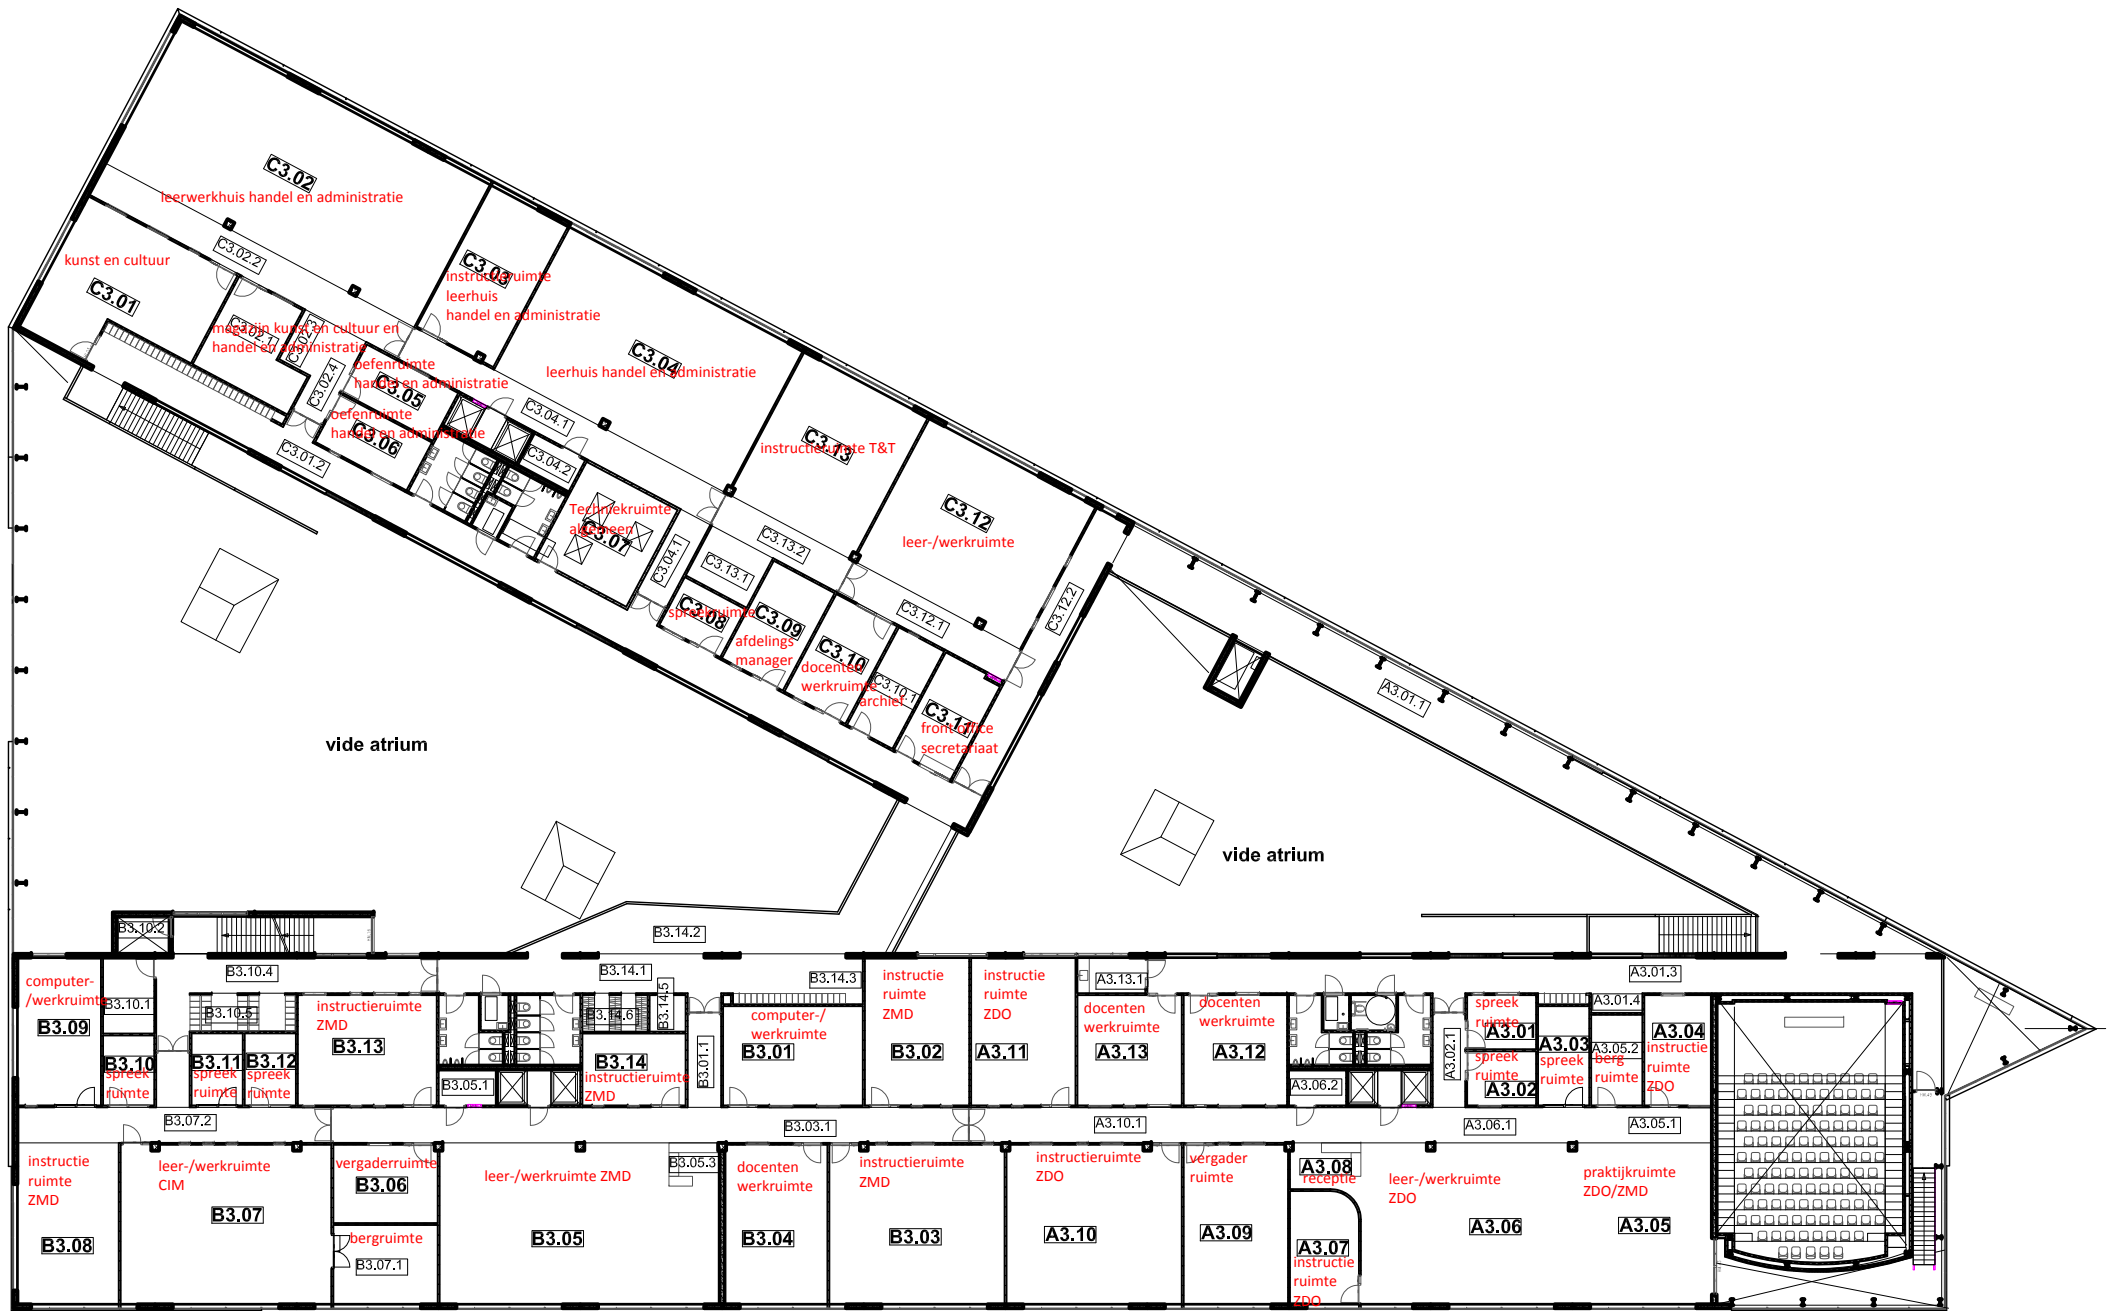 C3.02
leerwerkhuis handel en administratie
C3.02.2
kunst en cultuur
C3.01
C3.03
instructieruimte
leerhuis
handel en administratie
magazijn kunst en cultuur en
handel en administratie
C3.02.1
C3.02.3
C3.02.4
oefenruimte
handel en administratie
C3.05
oefenruimte
handel en administratie
C3.06
C3.01.2
C3.04
leerhuis handel en administratie
C3.04.1
C3.04.2
C3.13
instructieruimte T&T
C3.12
leer-/werkruimte
Techniekruimte
algemeen
C3.07
C3.04.1
C3.13.2
C3.13.1
C3.08
spreekruimte
C3.09
afdelings
manager
C3.10
docenten
werkruimte
C3.10.1
archief
C3.11
front office
secretariaat
C3.12.1
C3.12.2
A3.01.1
vide atrium
vide atrium
B3.10.2
B3.14.2
B3.10.4
B3.14.1
B3.14.3
A3.13.1
A3.01.3
computer-
/werkruimte
B3.09
B3.10.1
B3.10.5
instructieruimte
ZMD
B3.13
B3.14.6
B3.14.5
computer-/
werkruimte
B3.01
instructie
ruimte
ZMD
B3.02
instructie
ruimte
ZDO
A3.11
docenten
werkruimte
A3.13
docenten
werkruimte
A3.12
spreek
ruimte
A3.01
A3.01.4
A3.04
instructie
ruimte
ZDO
B3.10
spreek
ruimte
B3.11
spreek
ruimte
B3.12
spreek
ruimte
B3.05.1
B3.14
instructieruimte
ZMD
B3.01.1
A3.06.2
A3.02.1
spreek
ruimte
A3.02
A3.03
spreek
ruimte
A3.05.2
berg
ruimte
B3.07.2
B3.03.1
A3.10.1
A3.06.1
A3.05.1
instructie
ruimte
ZMD
B3.08
leer-/werkruimte
CIM
B3.07
vergaderruimte
B3.06
bergruimte
B3.07.1
leer-/werkruimte ZMD
B3.05
B3.05.3
docenten
werkruimte
B3.04
instructieruimte
ZMD
B3.03
instructieruimte
ZDO
A3.10
vergader
ruimte
A3.09
A3.08
receptie
A3.07
instructie
ruimte
ZDO
leer-/werkruimte
ZDO
A3.06
praktijkruimte
ZDO/ZMD
A3.05